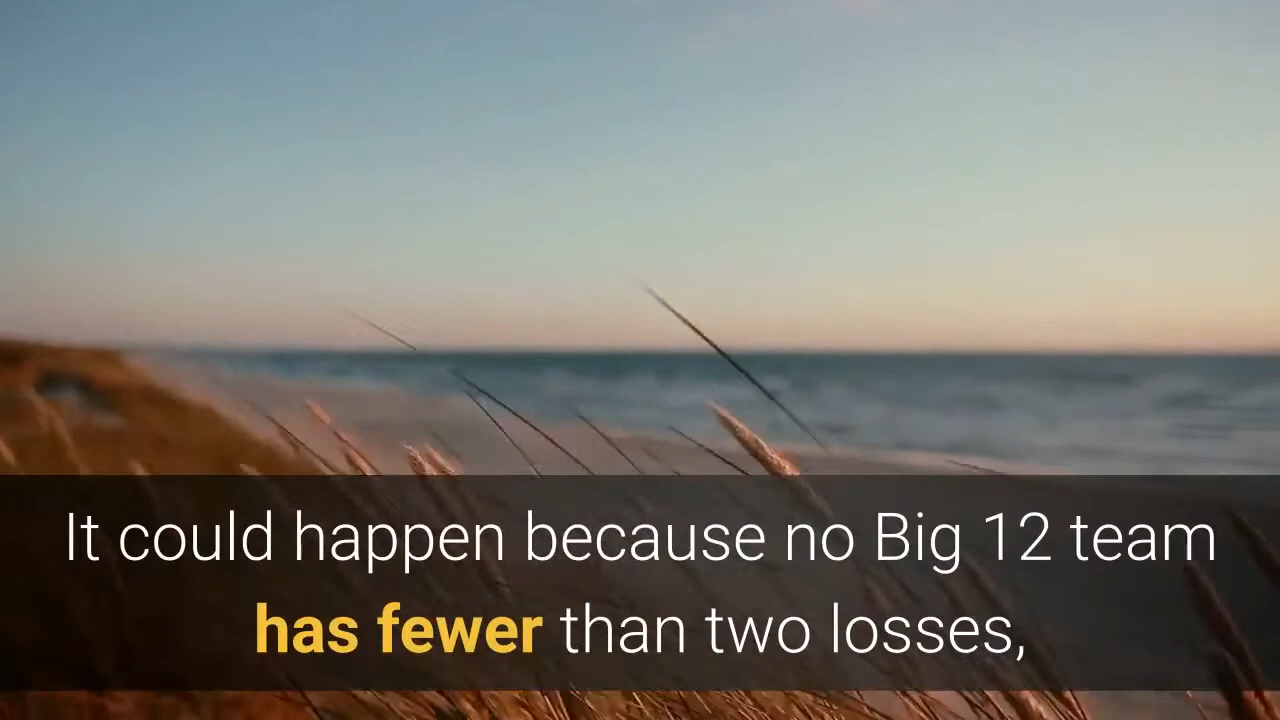 It could happen because no Big 12 team
has fewer than two losses,